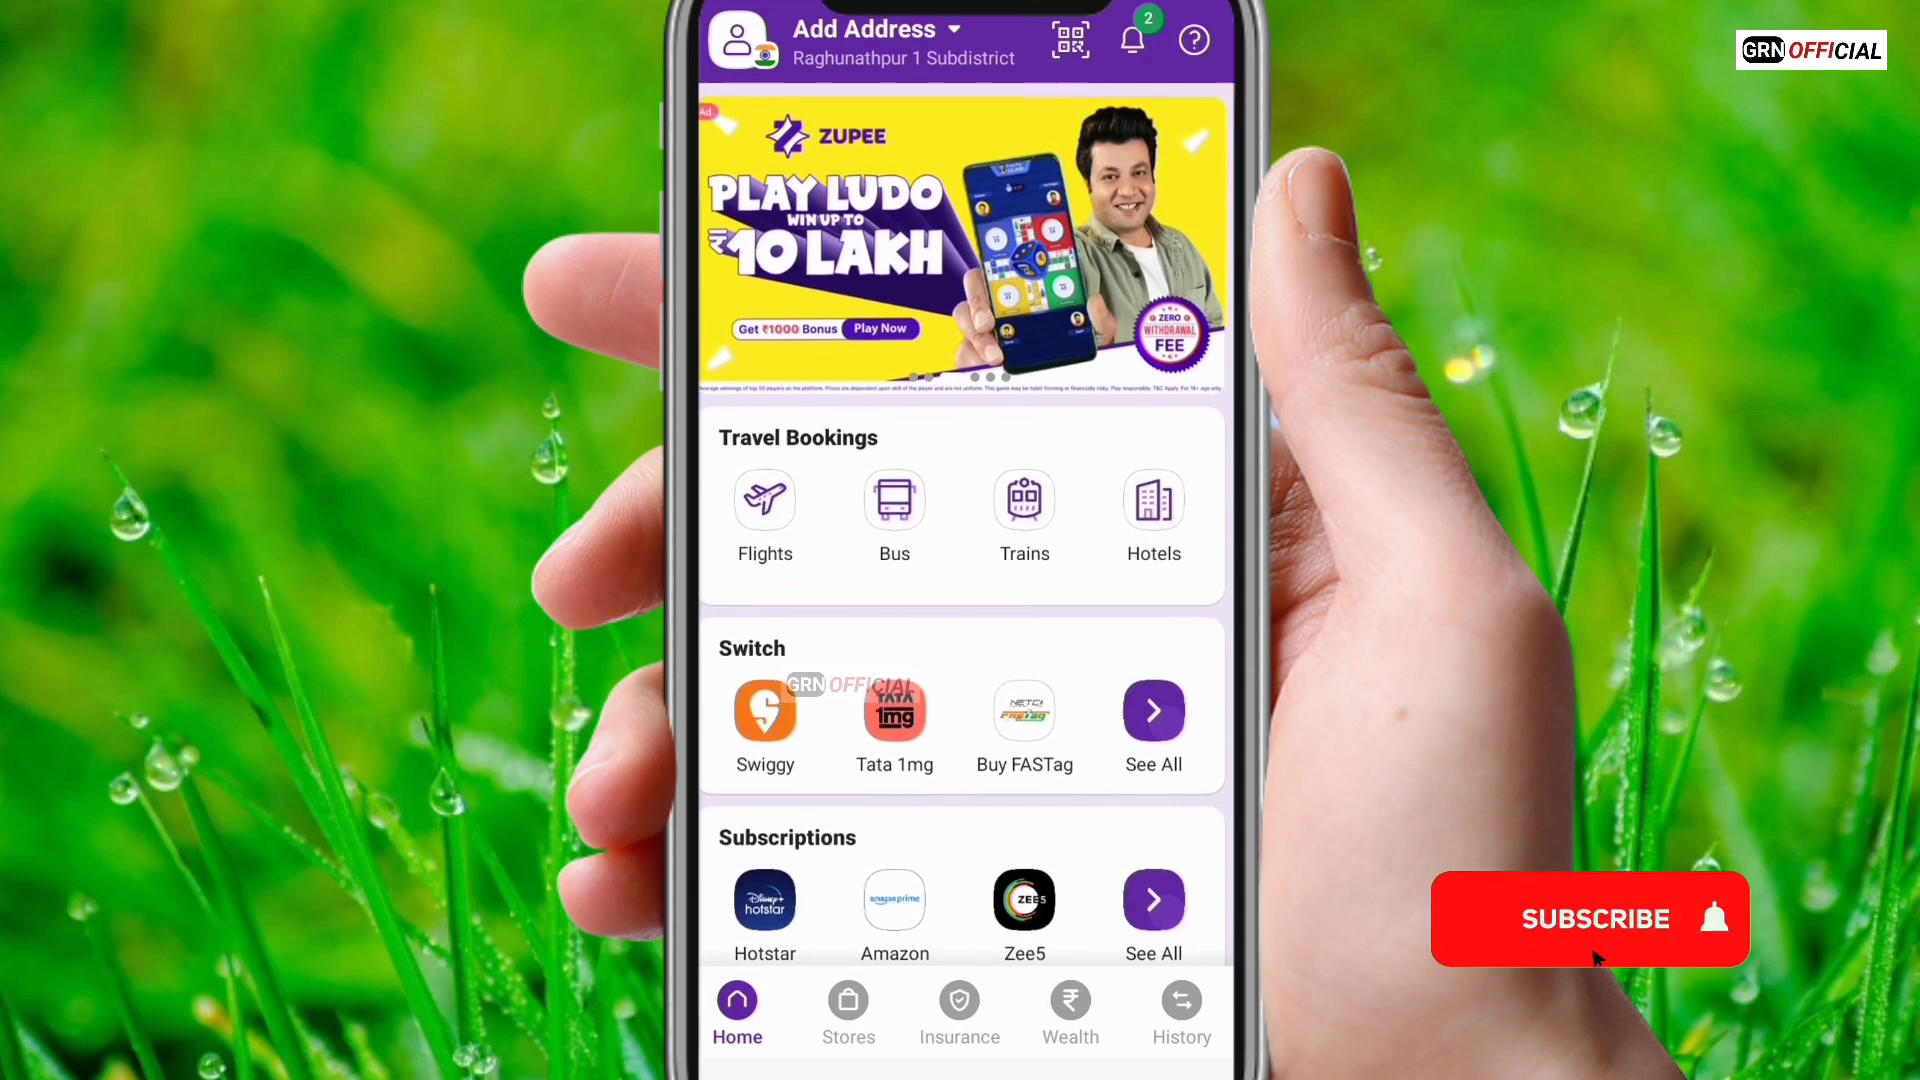 Add Address
Raghunathpur 1 Subdistrict
2
?
GRN OFFICIAL
Ad
ZUPEE
PLAY LUDO
WIN UP TO
₹10 LAKH
Get ₹1000 Bonus Play Now
ZERO
WITHDRAWAL
FEE
Travel Bookings
Flights Bus Trains Hotels
Switch
GRN OFFICIAL
TATA
1mg
NETC
FASTag
Swiggy Tata 1mg Buy FASTag See All
Subscriptions
Disney+
hotstar
amazon prime
ZEE5
Hotstar Amazon Zee5 See All
SUBSCRIBE
Home Stores Insurance Wealth History